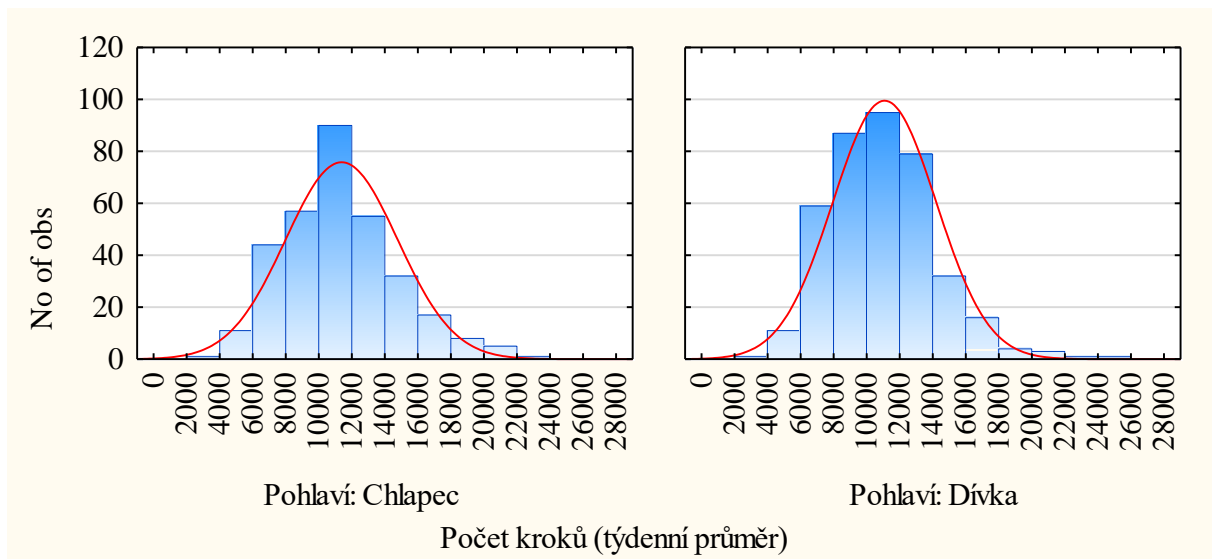 120
100
80
60
40
20
0
No of obs
0 2000 4000 6000 8000 10000 12000 14000 16000 18000 20000 22000 24000 26000 28000
0 2000 4000 6000 8000 10000 12000 14000 16000 18000 20000 22000 24000 26000 28000
Pohlaví: Chlapec
Pohlaví: Dívka
Počet kroků (týdenní průměr)